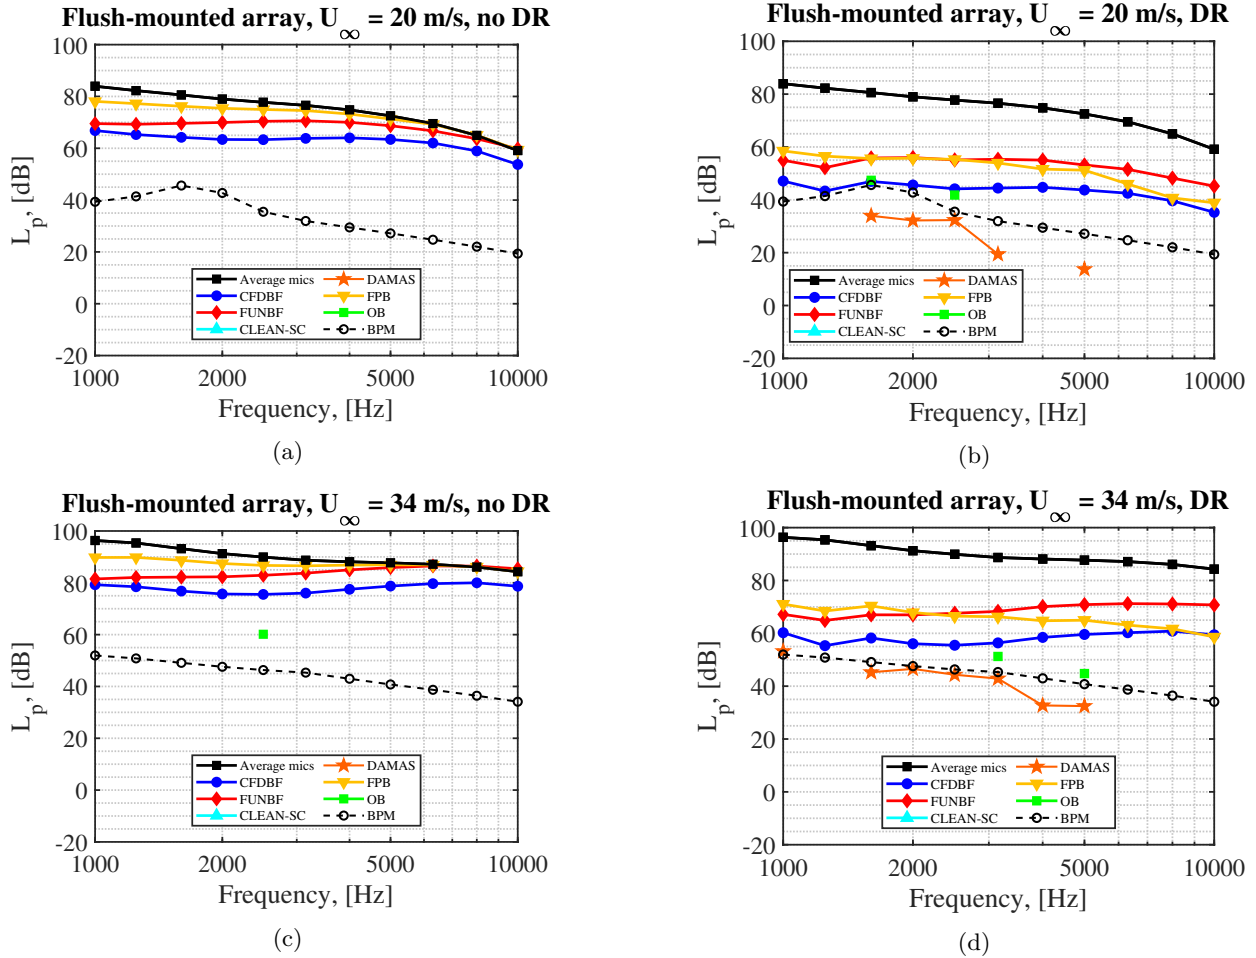 Flush-mounted array, U∞ = 20 m/s, no DR
100
80
60
40
20
0
-20
Lp, [dB]
Average mics
CFDBF
FUNBF
CLEAN-SC
DAMAS
FPB
OB
BPM
1000
2000
5000
10000
Frequency, [Hz]
(a)
Flush-mounted array, U∞ = 20 m/s, DR
100
80
60
40
20
0
-20
Lp, [dB]
Average mics
CFDBF
FUNBF
CLEAN-SC
DAMAS
FPB
OB
BPM
1000
2000
5000
10000
Frequency, [Hz]
(b)
Flush-mounted array, U∞ = 34 m/s, no DR
100
80
60
40
20
0
-20
Lp, [dB]
Average mics
CFDBF
FUNBF
CLEAN-SC
DAMAS
FPB
OB
BPM
1000
2000
5000
10000
Frequency, [Hz]
(c)
Flush-mounted array, U∞ = 34 m/s, DR
100
80
60
40
20
0
-20
Lp, [dB]
Average mics
CFDBF
FUNBF
CLEAN-SC
DAMAS
FPB
OB
BPM
1000
2000
5000
10000
Frequency, [Hz]
(d)